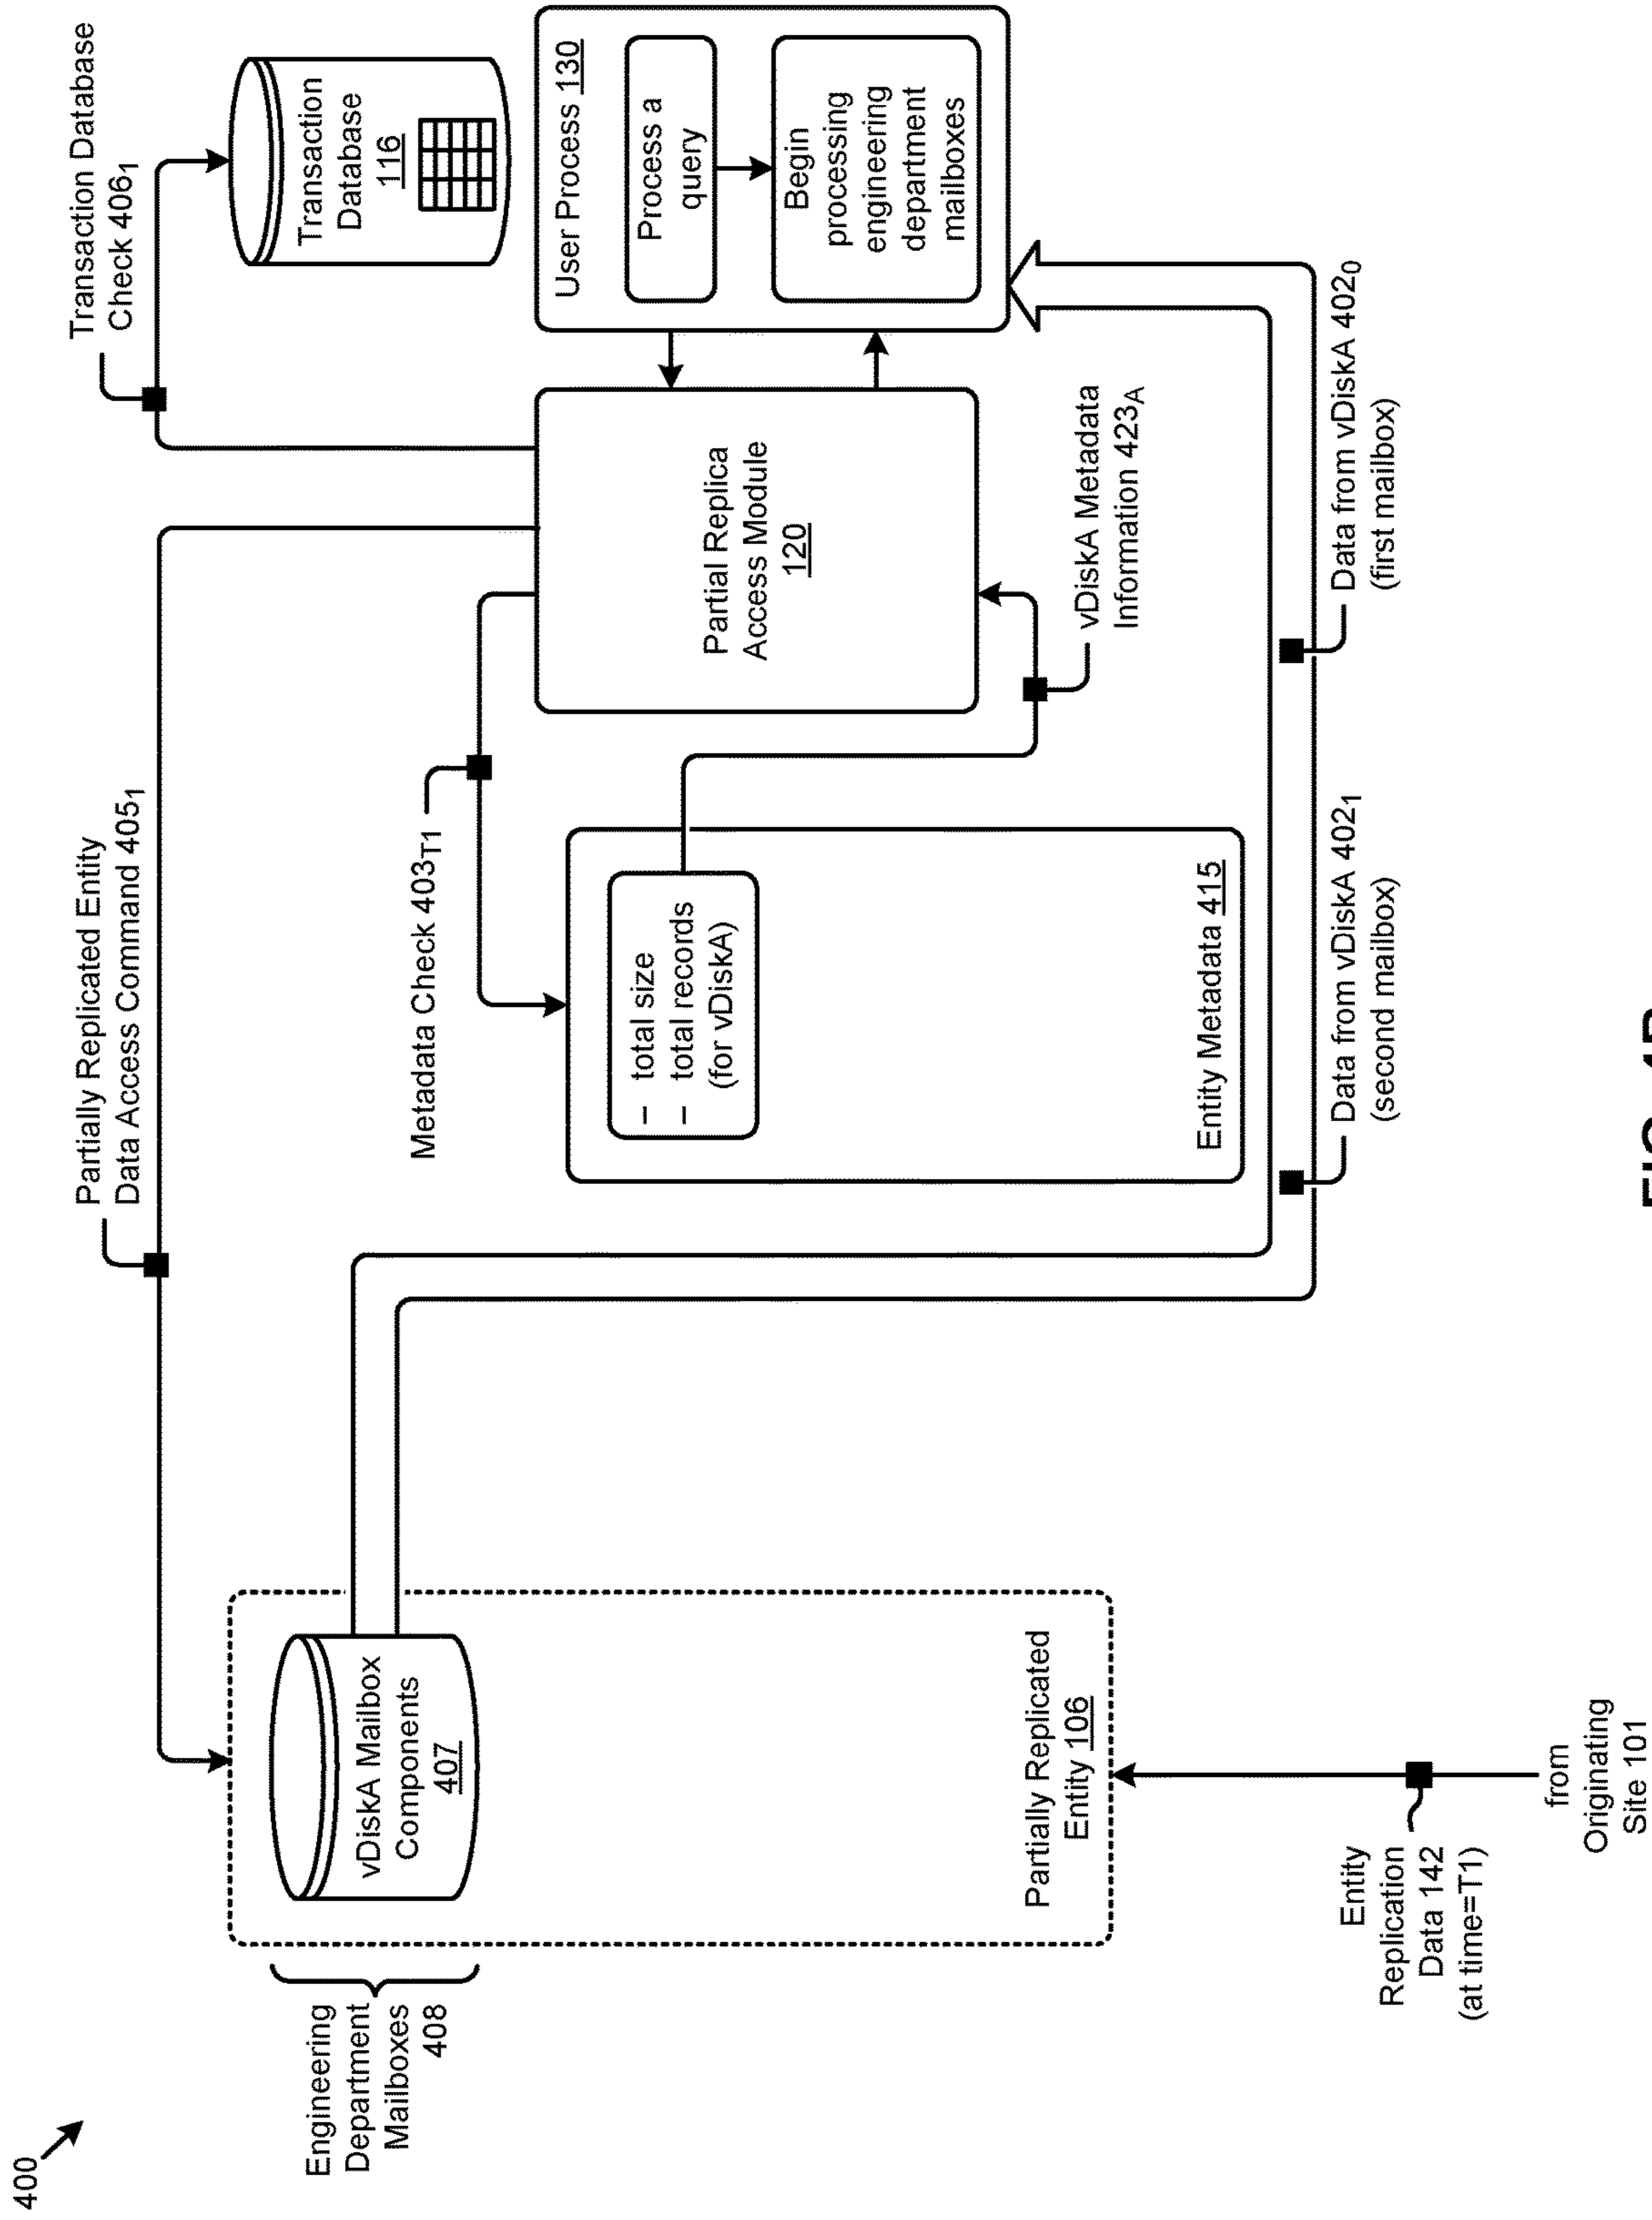 400
Engineering
Department
Mailboxes
408
vDiskA Mailbox
Components
407
Partially Replicated
Entity 106
Entity
Replication
Data 142
(at time=T1)
from
Originating
Site 101
Partially Replicated Entity
Data Access Command 405₁
Metadata Check 403T1
– total size
– total records
(for vDiskA)
Entity Metadata 415
Data from vDiskA 402₁
(second mailbox)
Transaction Database
Check 406₁
Transaction
Database
116
Partial Replica
Access Module
120
vDiskA Metadata
Information 423A
User Process 130
Process a
query
Begin
processing
engineering
department
mailboxes
Data from vDiskA 402₀
(first mailbox)